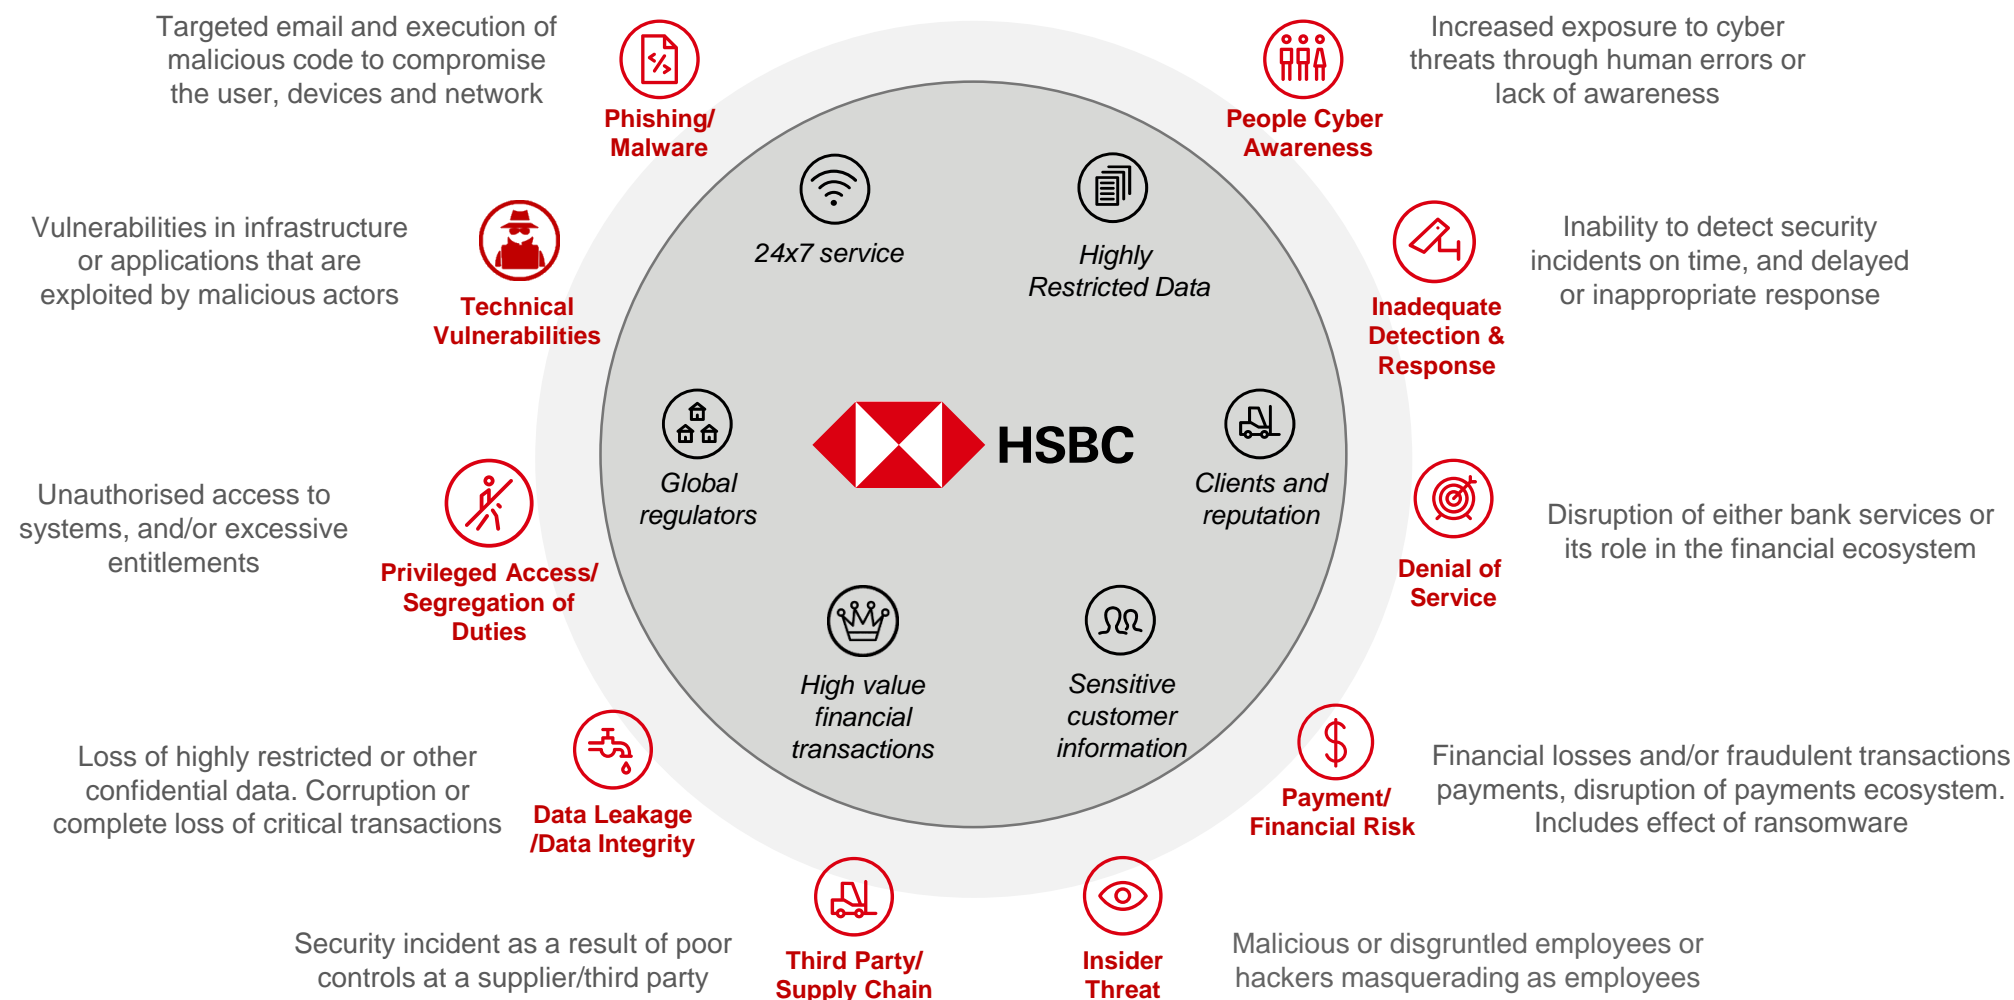 Targeted email and execution of
malicious code to compromise
the user, devices and network
Phishing/
Malware
People Cyber
Awareness
Increased exposure to cyber
threats through human errors or
lack of awareness
Vulnerabilities in infrastructure
or applications that are
exploited by malicious actors
Technical
Vulnerabilities
24x7 service
Highly
Restricted Data
Inadequate
Detection &
Response
Inability to detect security
incidents on time, and delayed
or inappropriate response
Unauthorised access to
systems, and/or excessive
entitlements
Privileged Access/
Segregation of
Duties
Global
regulators
HSBC
Clients and
reputation
Denial of
Service
Disruption of either bank services or
its role in the financial ecosystem
High value
financial
transactions
Sensitive
customer
information
Loss of highly restricted or other
confidential data. Corruption or
complete loss of critical transactions
Data Leakage
/Data Integrity
Payment/
Financial Risk
Financial losses and/or fraudulent transactions
payments, disruption of payments ecosystem.
Includes effect of ransomware
Security incident as a result of poor
controls at a supplier/third party
Third Party/
Supply Chain
Insider
Threat
Malicious or disgruntled employees or
hackers masquerading as employees